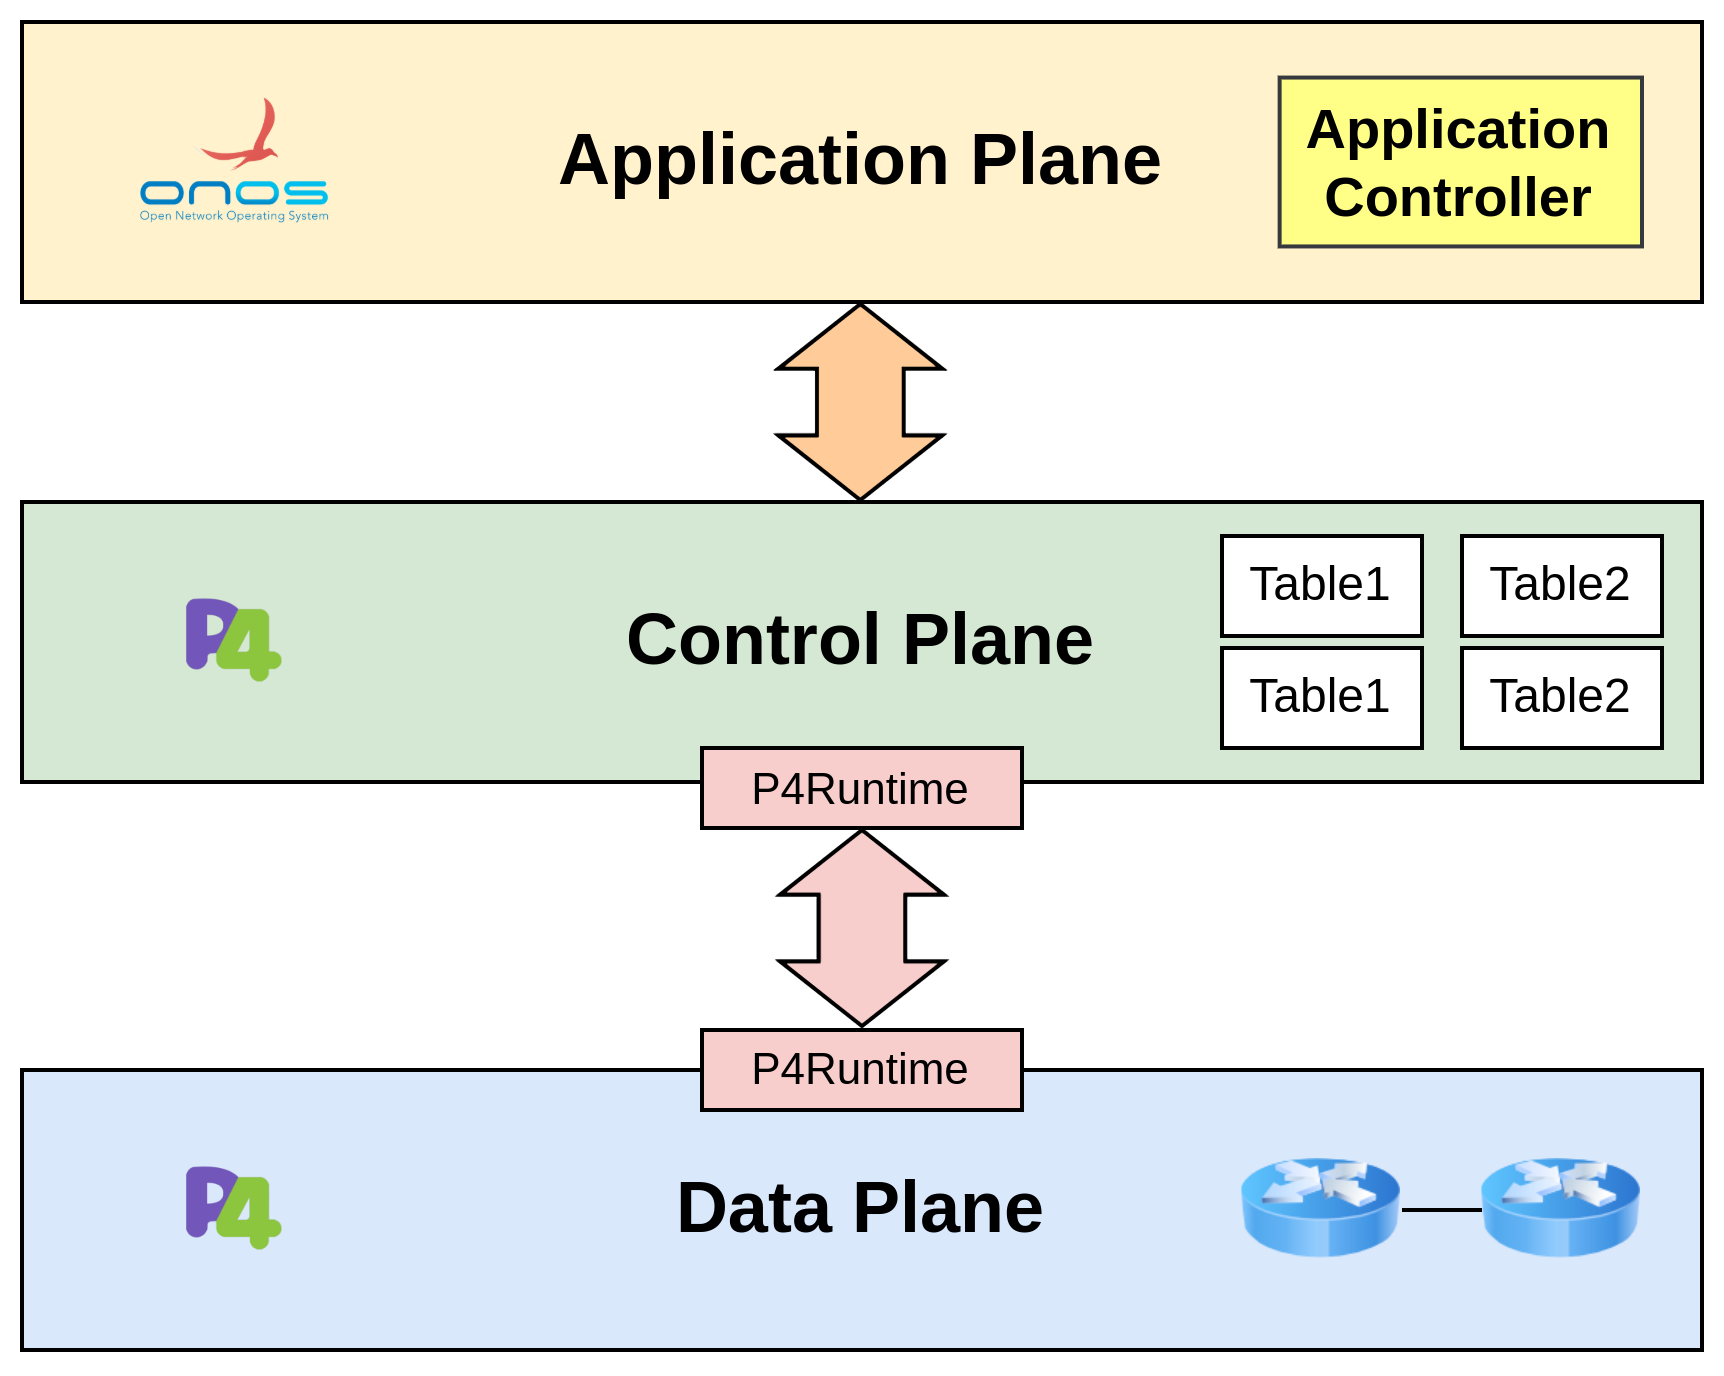 onos
Open Network Operating System
Application Plane
Application
Controller
P4
Control Plane
Table1
Table2
Table1
Table2
P4Runtime
P4Runtime
P4
Data Plane